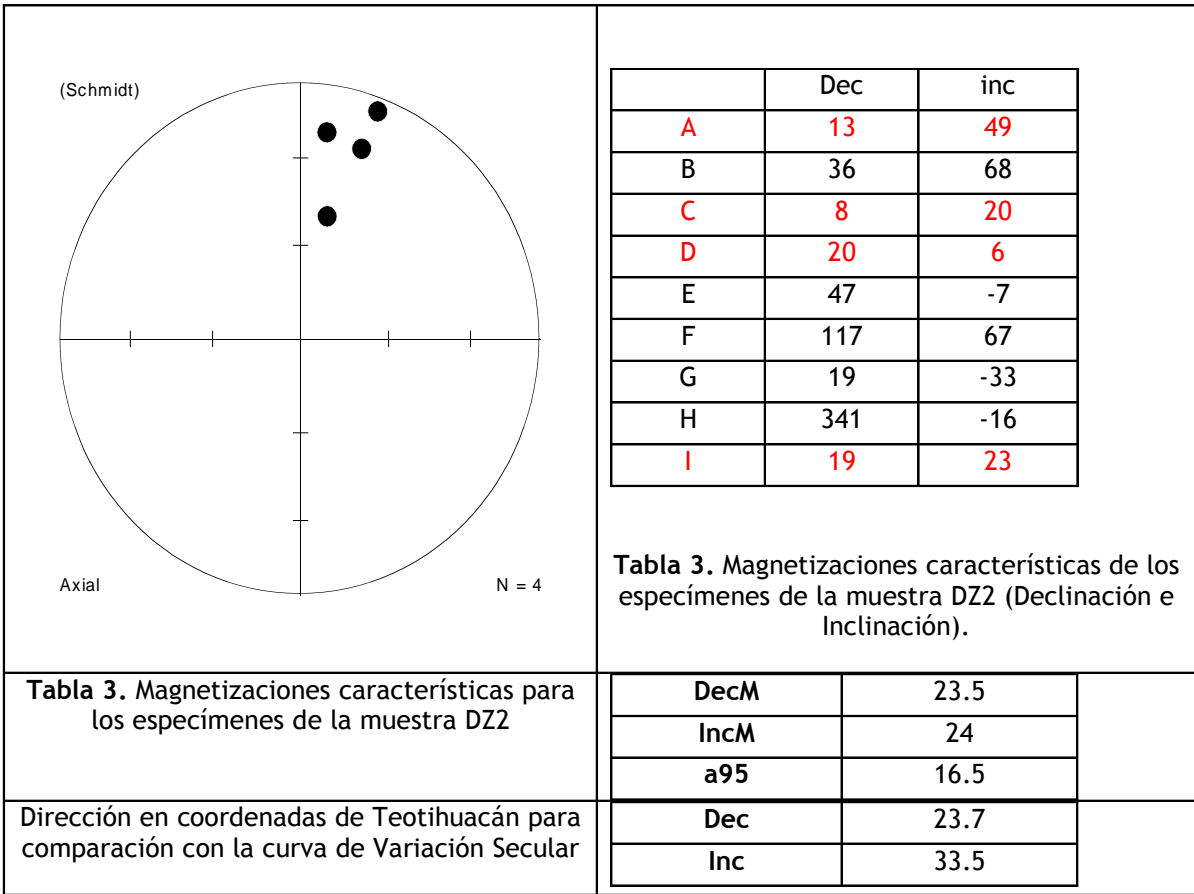 (Schmidt)
Axial
N = 4
Dec inc
A 13 49
B 36 68
C 8 20
D 20 6
E 47 -7
F 117 67
G 19 -33
H 341 -16
I 19 23
Tabla 3. Magnetizaciones características de los
especímenes de la muestra DZ2 (Declinación e
Inclinación).
Tabla 3. Magnetizaciones características para
los especímenes de la muestra DZ2
DecM 23.5
IncM 24
a95 16.5
Dirección en coordenadas de Teotihuacán para
comparación con la curva de Variación Secular
Dec 23.7
Inc 33.5